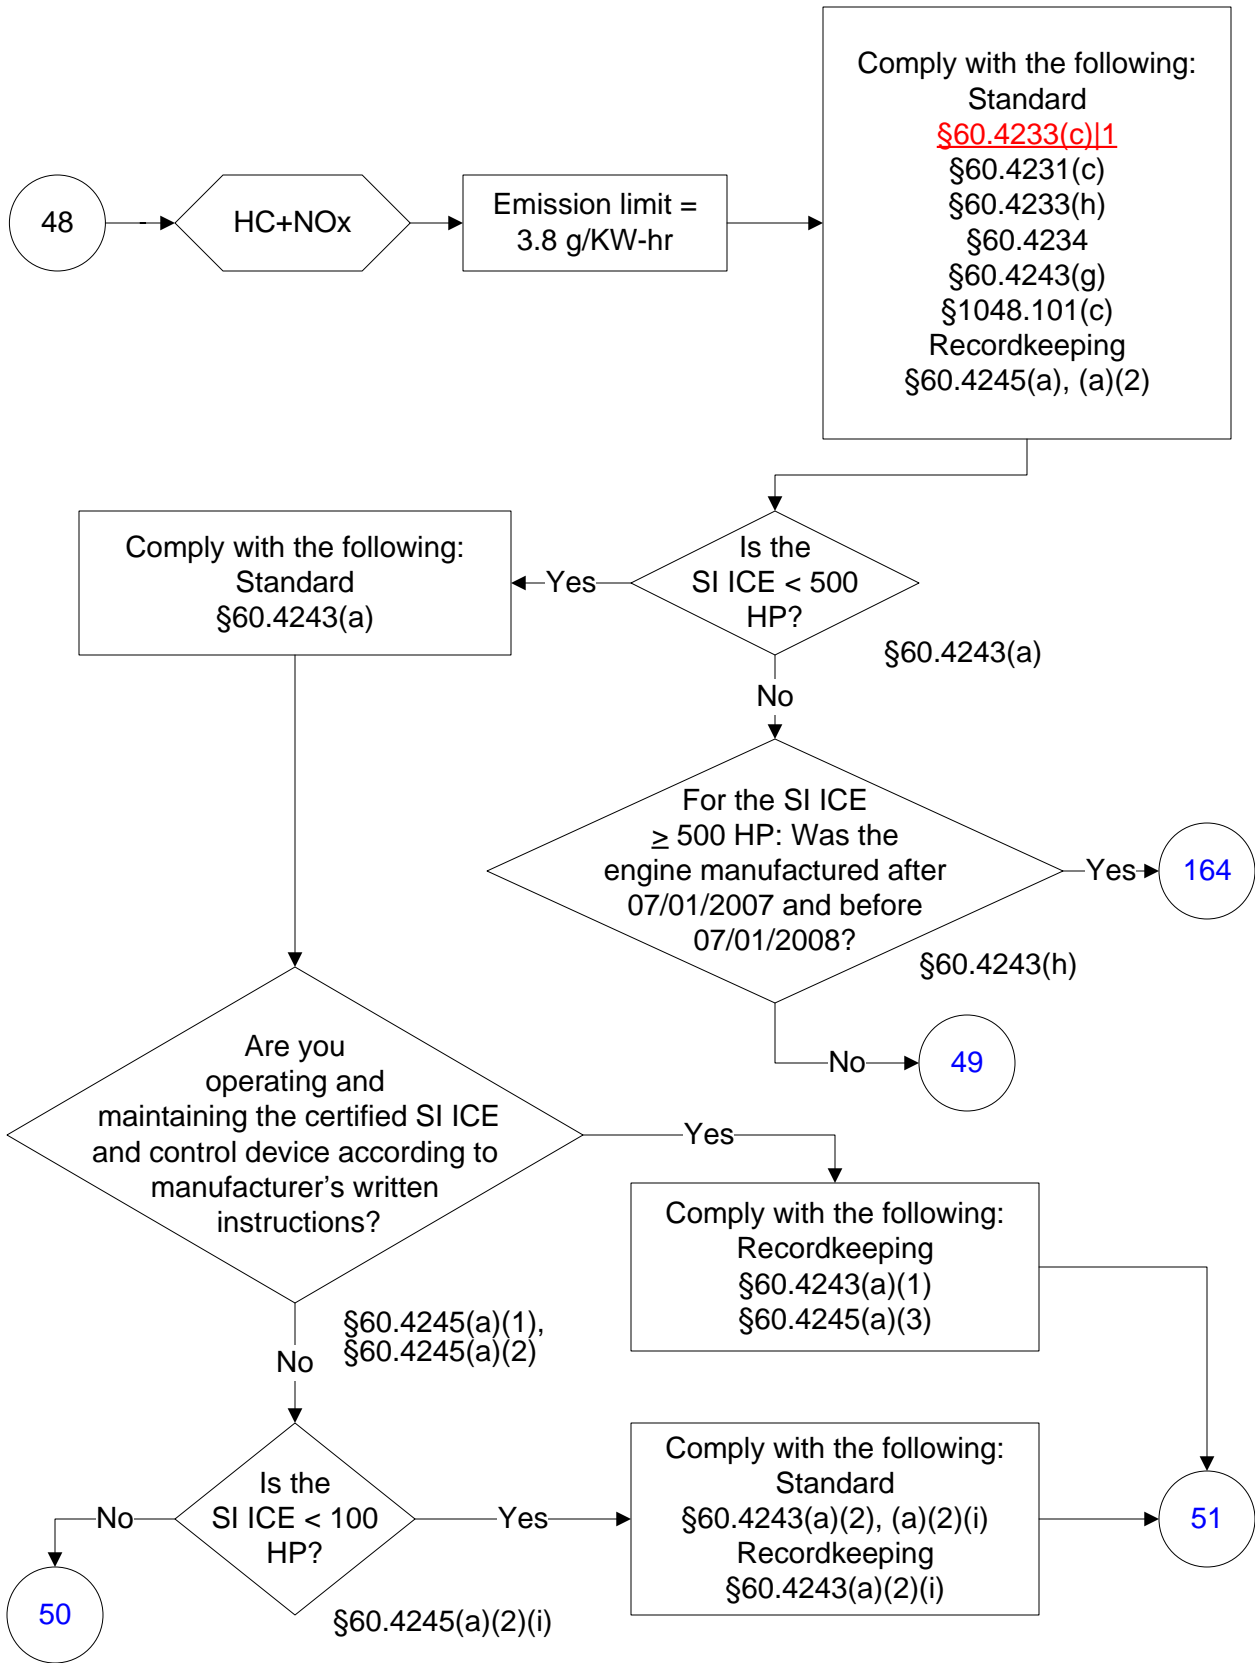 48
HC+NOx
Emission limit =
3.8 g/KW-hr
Comply with the following:
Standard
§60.4233(c)|1
§60.4231(c)
§60.4233(h)
§60.4234
§60.4243(g)
§1048.101(c)
Recordkeeping
§60.4245(a), (a)(2)
Is the
SI ICE < 500
HP?
§60.4243(a)
Yes
Comply with the following:
Standard
§60.4243(a)
No
For the SI ICE
≥ 500 HP: Was the
engine manufactured after
07/01/2007 and before
07/01/2008?
§60.4243(h)
Yes
164
No
49
Are you
operating and
maintaining the certified SI ICE
and control device according to
manufacturer’s written
instructions?
§60.4245(a)(1),
§60.4245(a)(2)
Yes
Comply with the following:
Recordkeeping
§60.4243(a)(1)
§60.4245(a)(3)
No
Is the
SI ICE < 100
HP?
§60.4245(a)(2)(i)
No
50
Yes
Comply with the following:
Standard
§60.4243(a)(2), (a)(2)(i)
Recordkeeping
§60.4243(a)(2)(i)
51